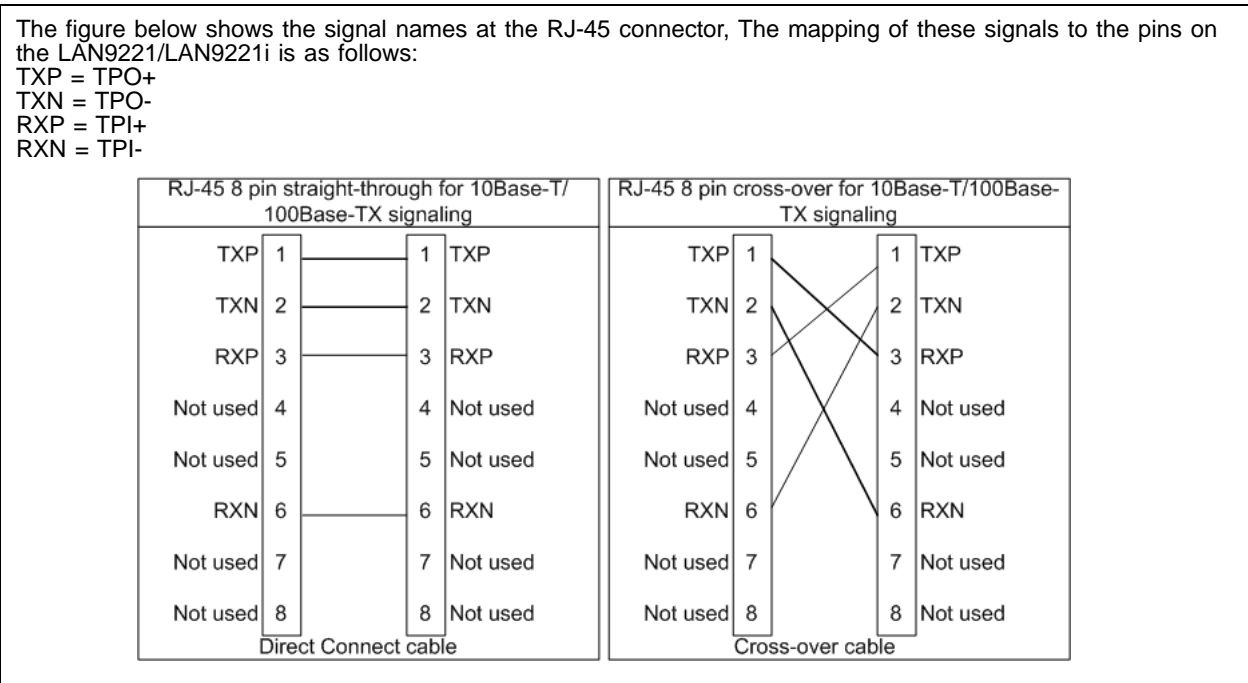 The figure below shows the signal names at the RJ-45 connector, The mapping of these signals to the pins on
the LAN9221/LAN9221i is as follows:
TXP = TPO+
TXN = TPO-
RXP = TPI+
RXN = TPI-
RJ-45 8 pin straight-through for 10Base-T/
100Base-TX signaling
TXP 1 1 TXP
TXN 2 2 TXN
RXP 3 3 RXP
Not used 4 4 Not used
Not used 5 5 Not used
RXN 6 6 RXN
Not used 7 7 Not used
Not used 8 8 Not used
Direct Connect cable
RJ-45 8 pin cross-over for 10Base-T/100Base-
TX signaling
TXP 1 1 TXP
TXN 2 2 TXN
RXP 3 3 RXP
Not used 4 4 Not used
Not used 5 5 Not used
RXN 6 6 RXN
Not used 7 7 Not used
Not used 8 8 Not used
Cross-over cable